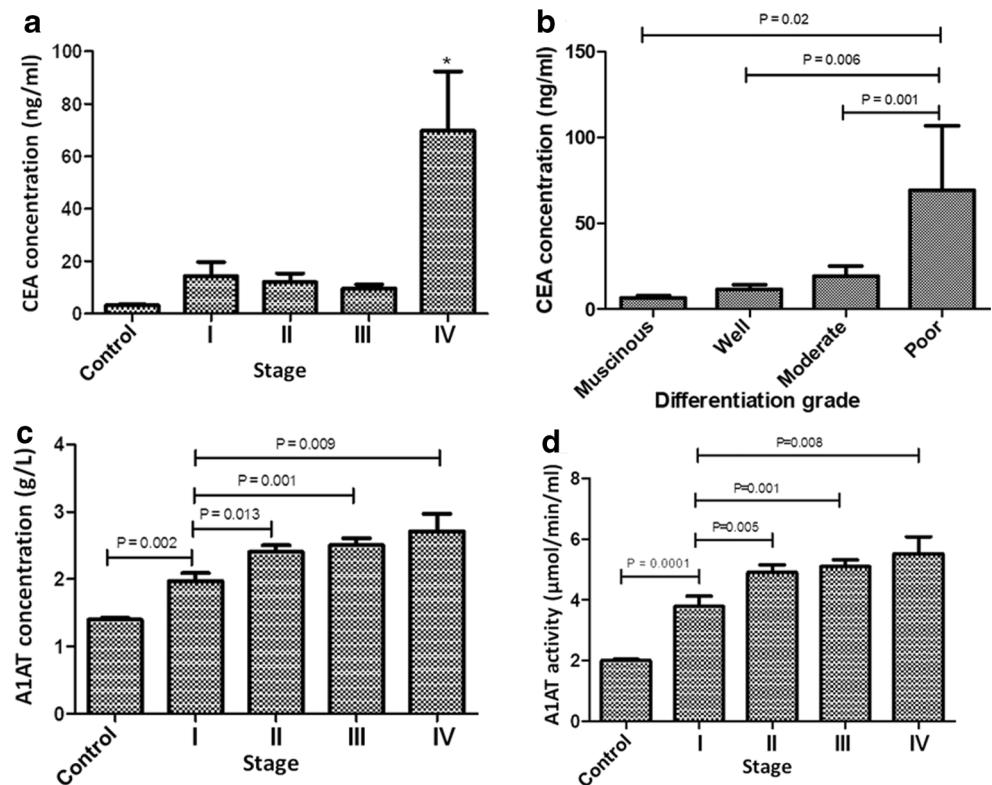 a
CEA concentration (ng/ml)
100
80
60
40
20
0
*
Control
I
II
III
IV
Stage
b
CEA concentration (ng/ml)
150
100
50
0
P = 0.02
P = 0.006
P = 0.001
Muscinous
Well
Moderate
Poor
Differentiation grade
c
A1AT concentration (g/L)
4
3
2
1
0
P = 0.009
P = 0.001
P = 0.013
P = 0.002
Control
I
II
III
IV
Stage
d
A1AT activity (µmol/min/ml)
8
6
4
2
0
P=0.008
P=0.001
P=0.005
P = 0.0001
Control
I
II
III
IV
Stage